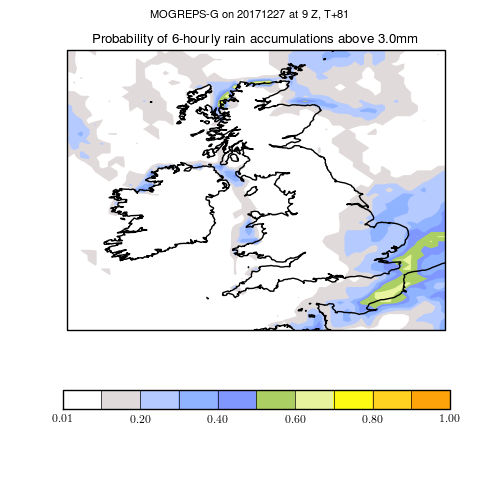 MOGREPS-G on 20171227 at 9 Z, T+81
Probability of 6-hourly rain accumulations above 3.0mm
0.01 0.20 0.40 0.60 0.80 1.00